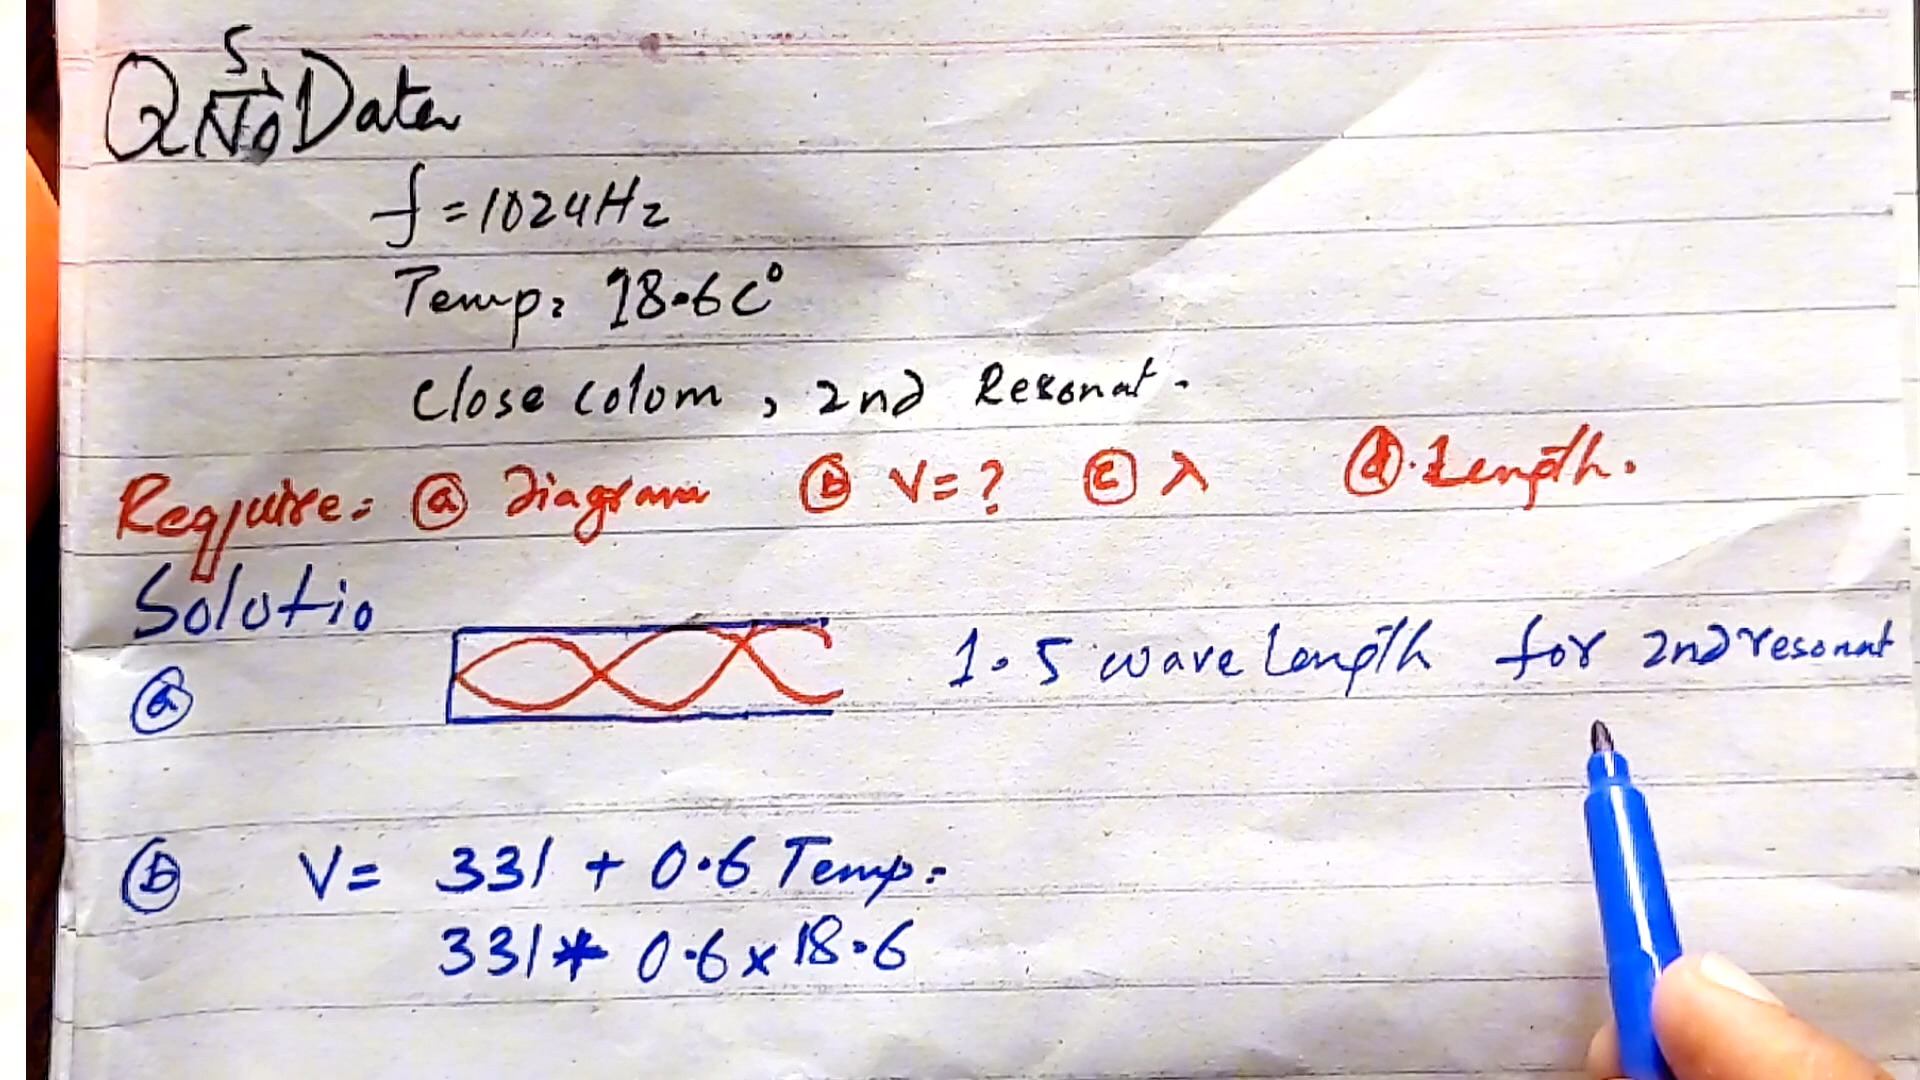 Q No 5 Data
f = 1024Hz
Temp = 18.6 C°
Close colom , 2nd Resonat.
Require = (a) diagram (B) V = ? (C) λ (d). Length.
Solutio
(a) 1.5 wave length for 2nd resonat
(B) V = 331 + 0.6 Temp =
331 + 0.6 x 18.6